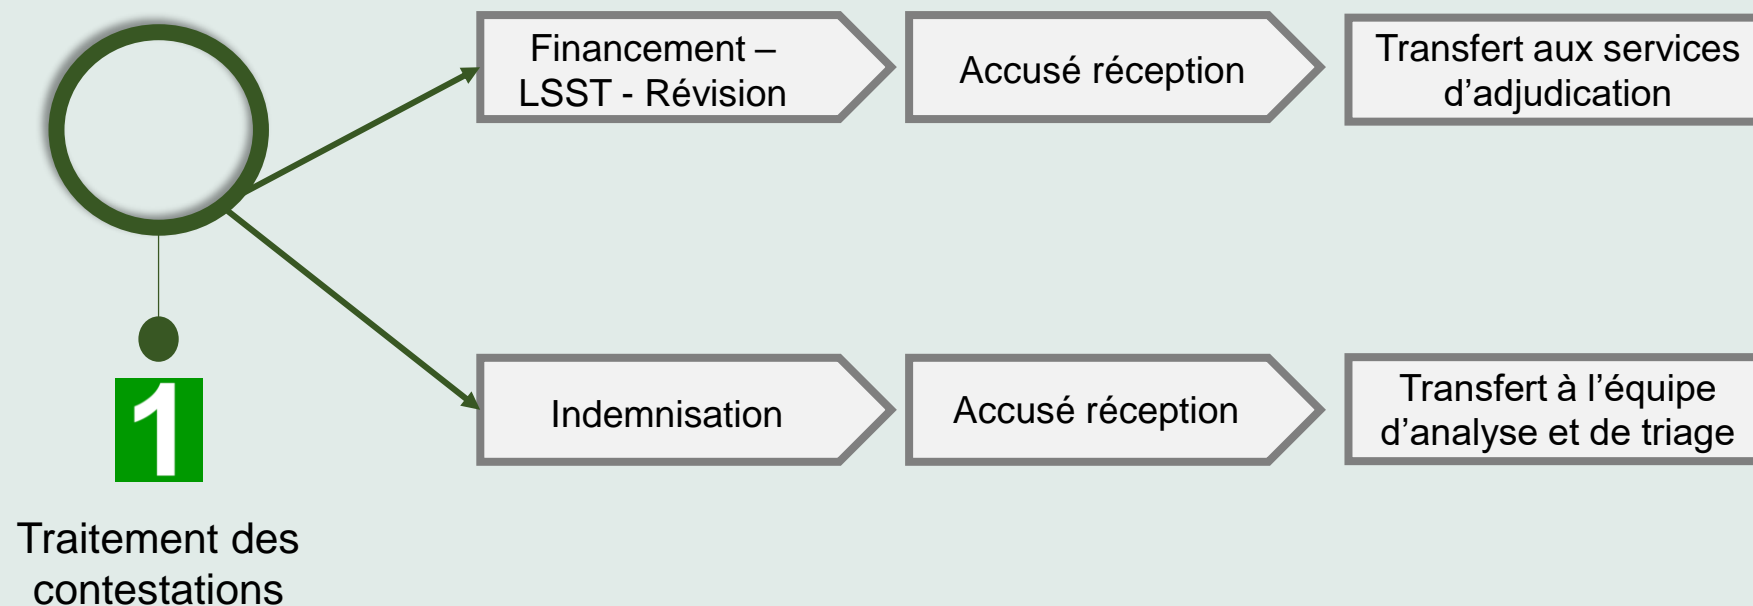 Financement –
LSST - Révision
Accusé réception
Transfert aux services
d’adjudication
Indemnisation
Accusé réception
Transfert à l’équipe
d’analyse et de triage
1
Traitement des
contestations